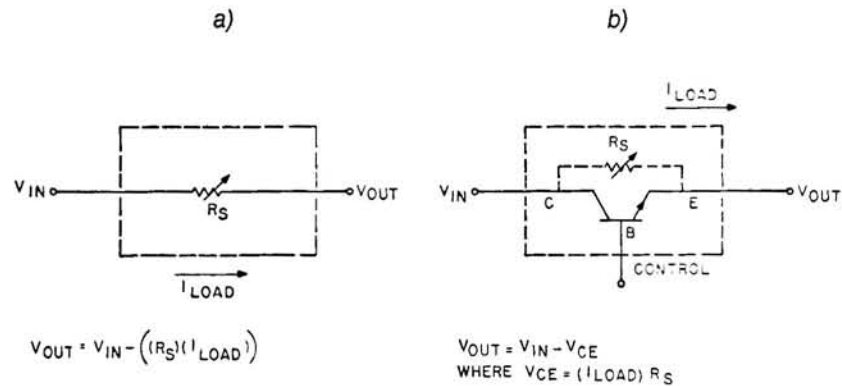 a)
b)
I LOAD
V IN
R S
V OUT
I LOAD
V OUT = V IN - ((R S)(I LOAD))
R S
V IN
C
B
E
V OUT
CONTROL
V OUT = V IN - V CE
WHERE V CE = (I LOAD) R S